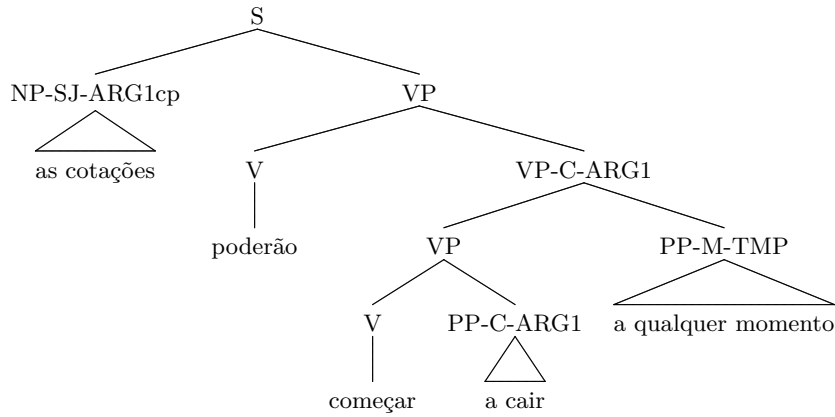 S
NP-SJ-ARG1cp VP
as cotações V VP-C-ARG1
poderão VP PP-M-TMP
V PP-C-ARG1 a qualquer momento
começar a cair